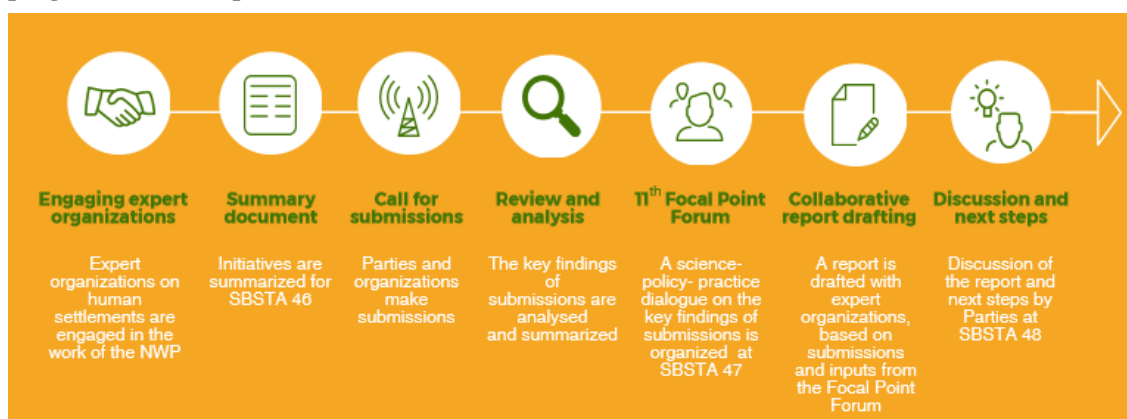 Engaging expert
organizations
Expert
organizations on
human
settlements are
engaged in the
work of the NWP
Summary
document
Initiatives are
summarized for
SBSTA 46
Call for
submissions
Parties and
organizations
make
submissions
Review and
analysis
The key findings
of
submissions are
analysed
and summarized
11th Focal Point
Forum
A science-
policy- practice
dialogue on the
key findings of
submissions is
organized at
SBSTA 47
Collaborative
report drafting
A report is
drafted with
expert
organizations,
based on
submissions
and inputs from
the Focal Point
Forum
Discussion and
next steps
Discussion of
the report and
next steps by
Parties at
SBSTA 48